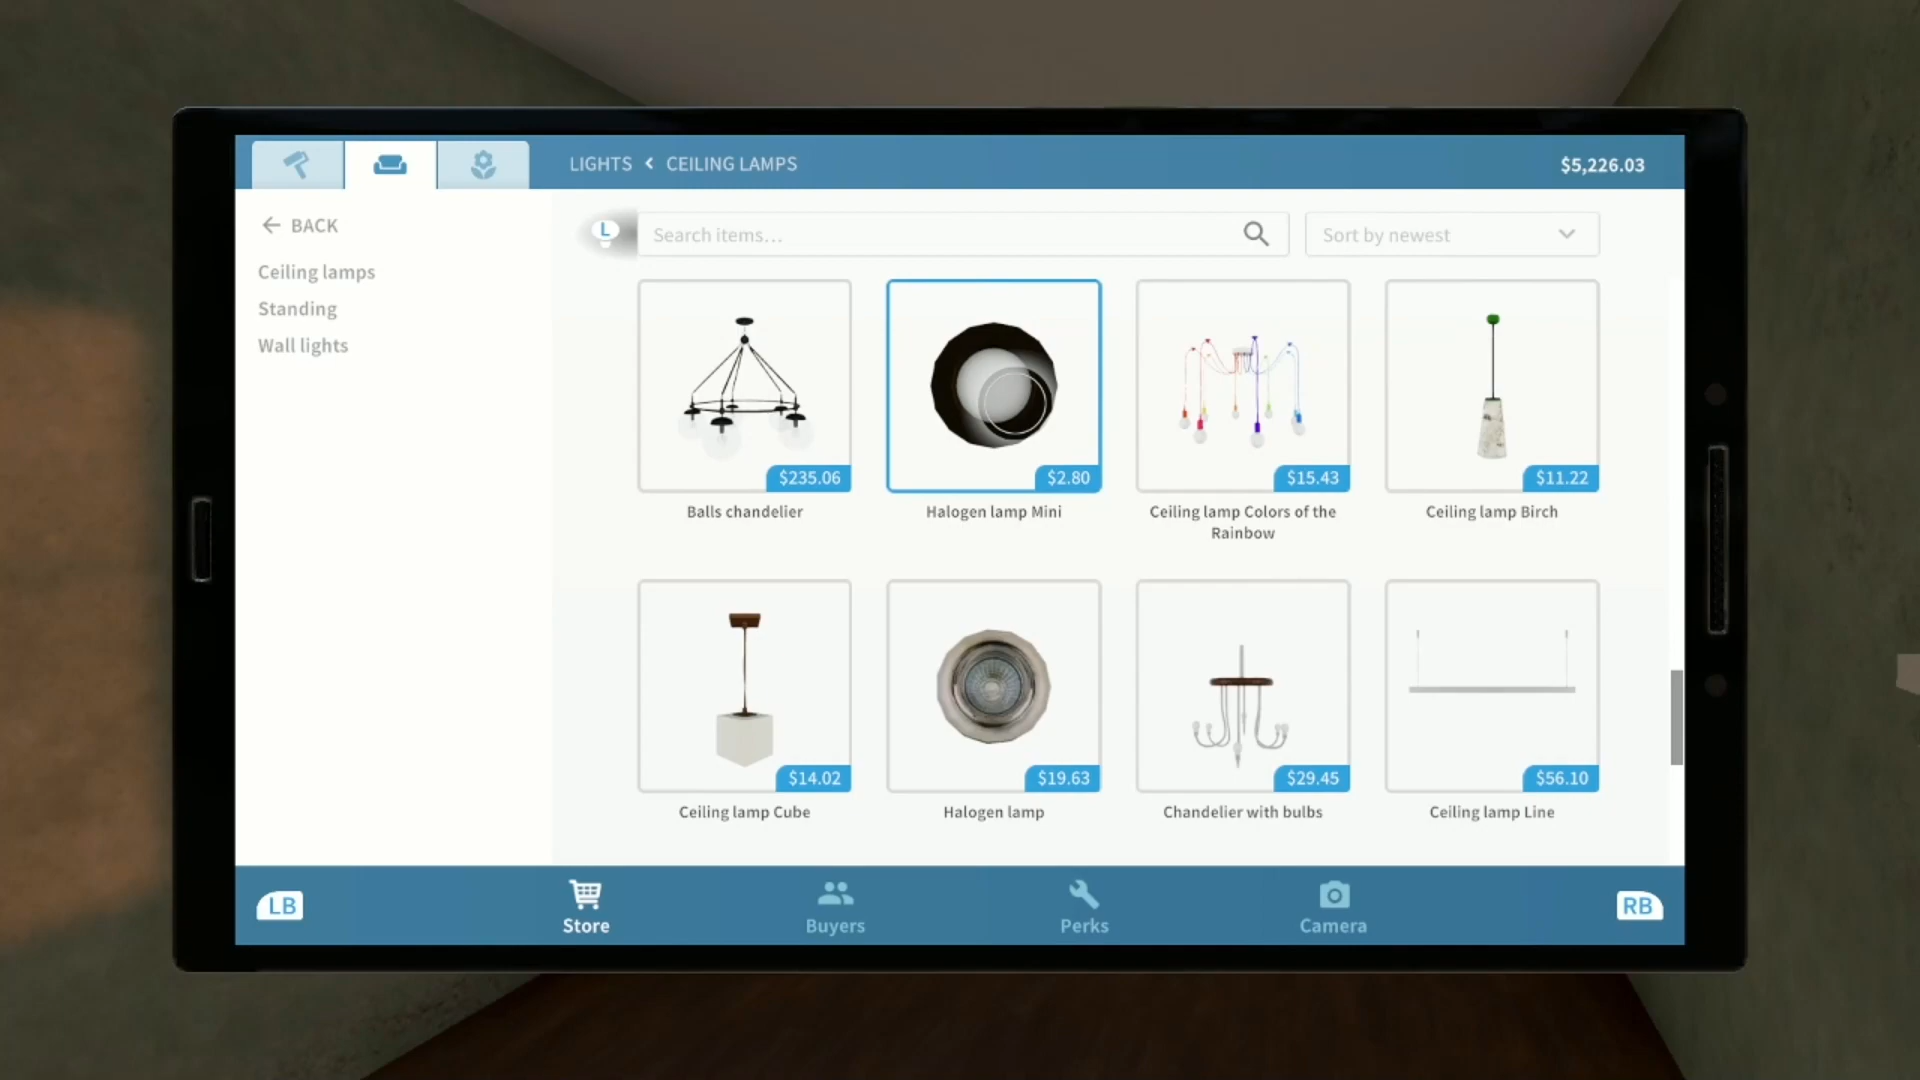 LIGHTS < CEILING LAMPS
$5,226.03
BACK
Ceiling lamps
Standing
Wall lights
L
Search items...
Sort by newest
$235.06
$2.80
$15.43
$11.22
Balls chandelier
Halogen lamp Mini
Ceiling lamp Colors of the
Rainbow
Ceiling lamp Birch
$14.02
$19.63
$29.45
$56.10
Ceiling lamp Cube
Halogen lamp
Chandelier with bulbs
Ceiling lamp Line
LB
Store
Buyers
Perks
Camera
RB